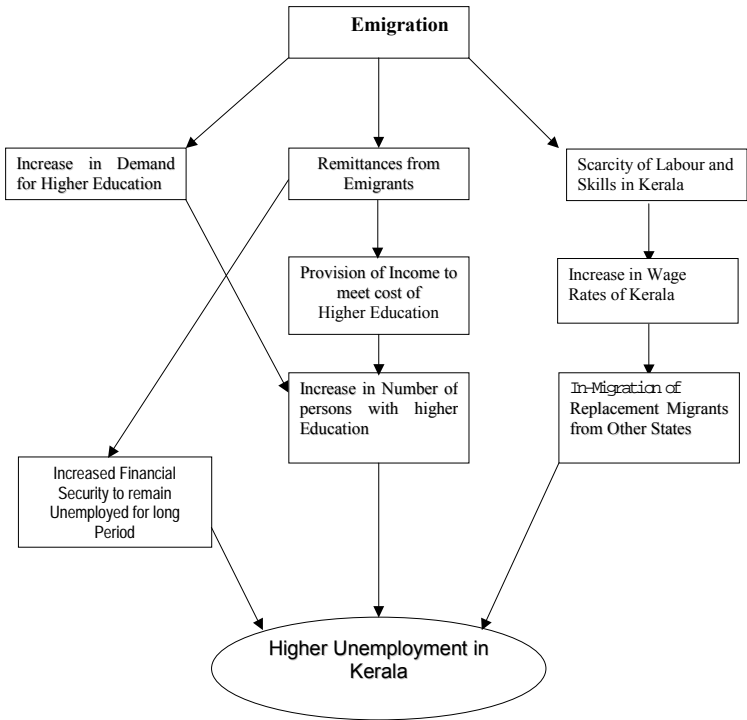 Emigration
Increase in Demand
for Higher Education
Remittances from
Emigrants
Scarcity of Labour and
Skills in Kerala
Provision of Income to
meet cost of
Higher Education
Increase in Wage
Rates of Kerala
Increase in Number of
persons with higher
Education
In-Migration of
Replacement Migrants
from Other States
Increased Financial
Security to remain
Unemployed for long
Period
Higher Unemployment in
Kerala